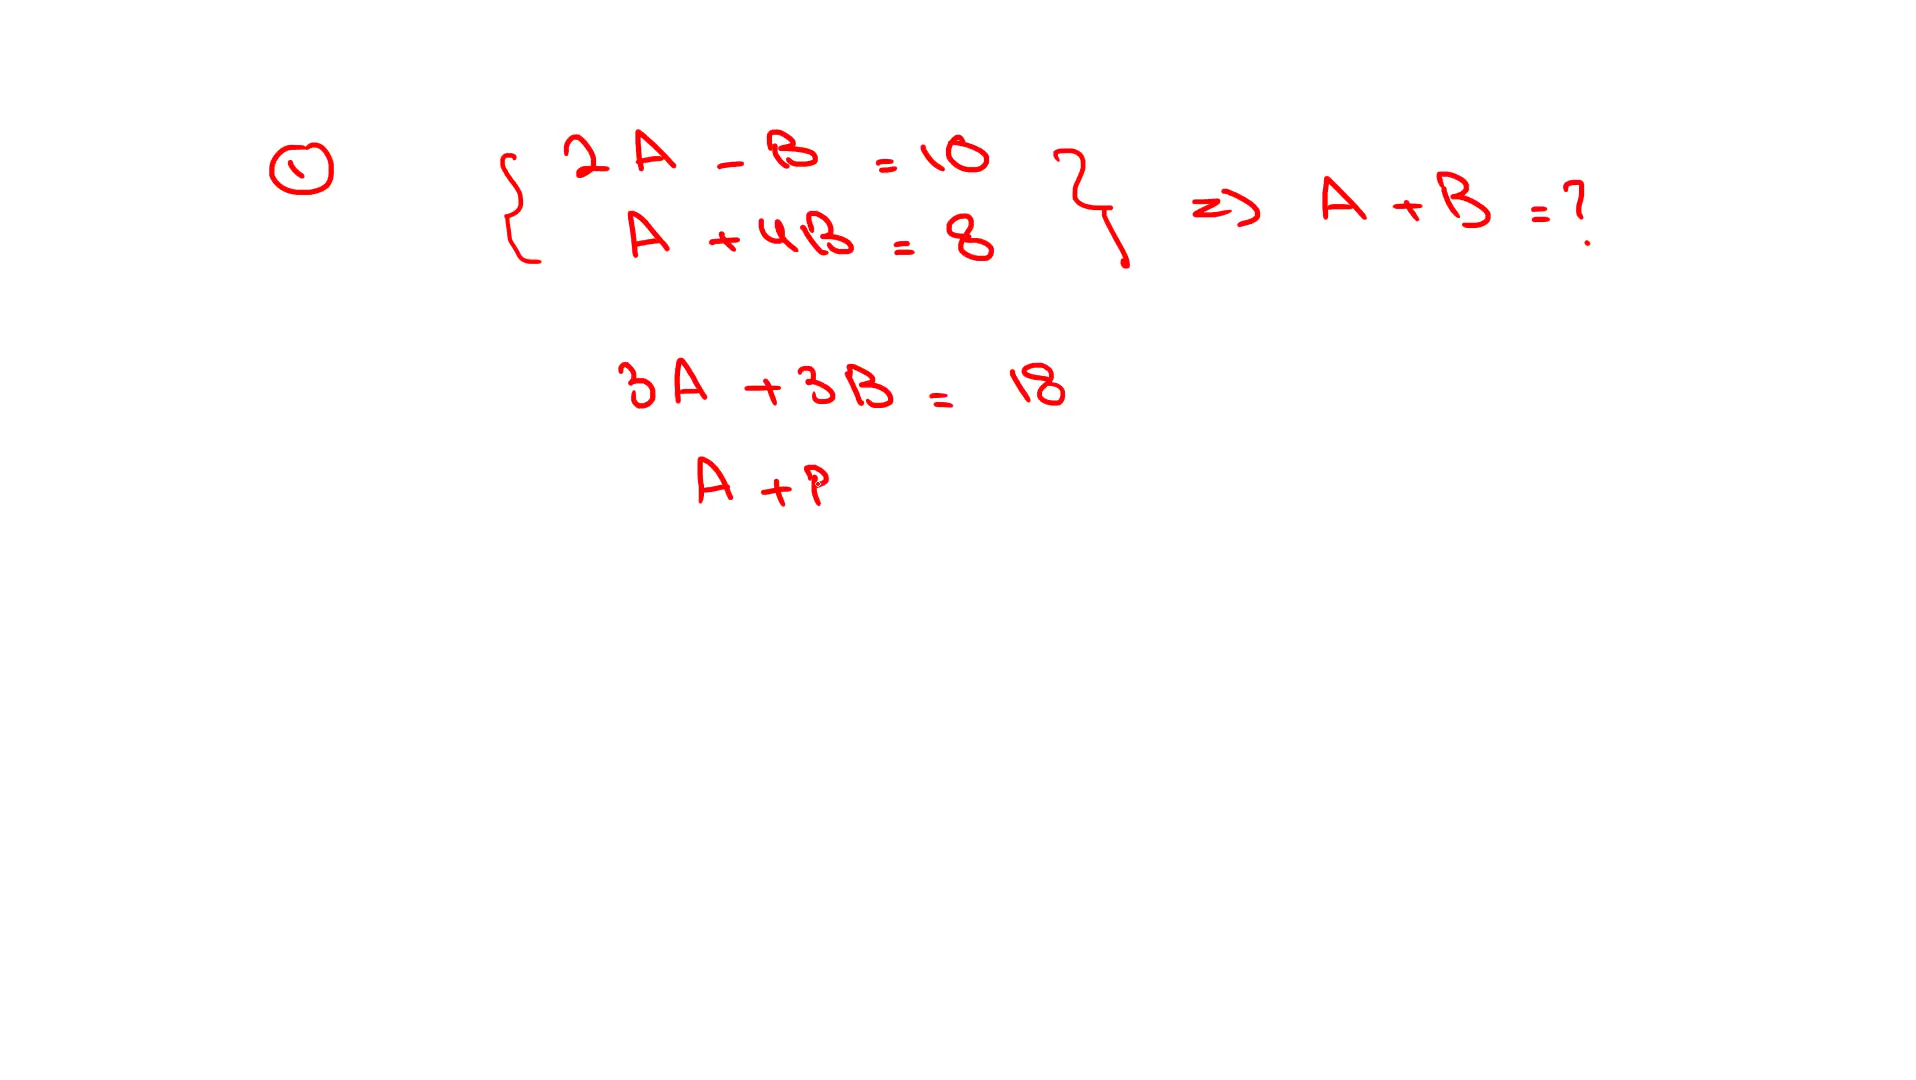 ① { 2A - B = 10
A + 4B = 8 } => A + B = ?
3A + 3B = 18
A + P